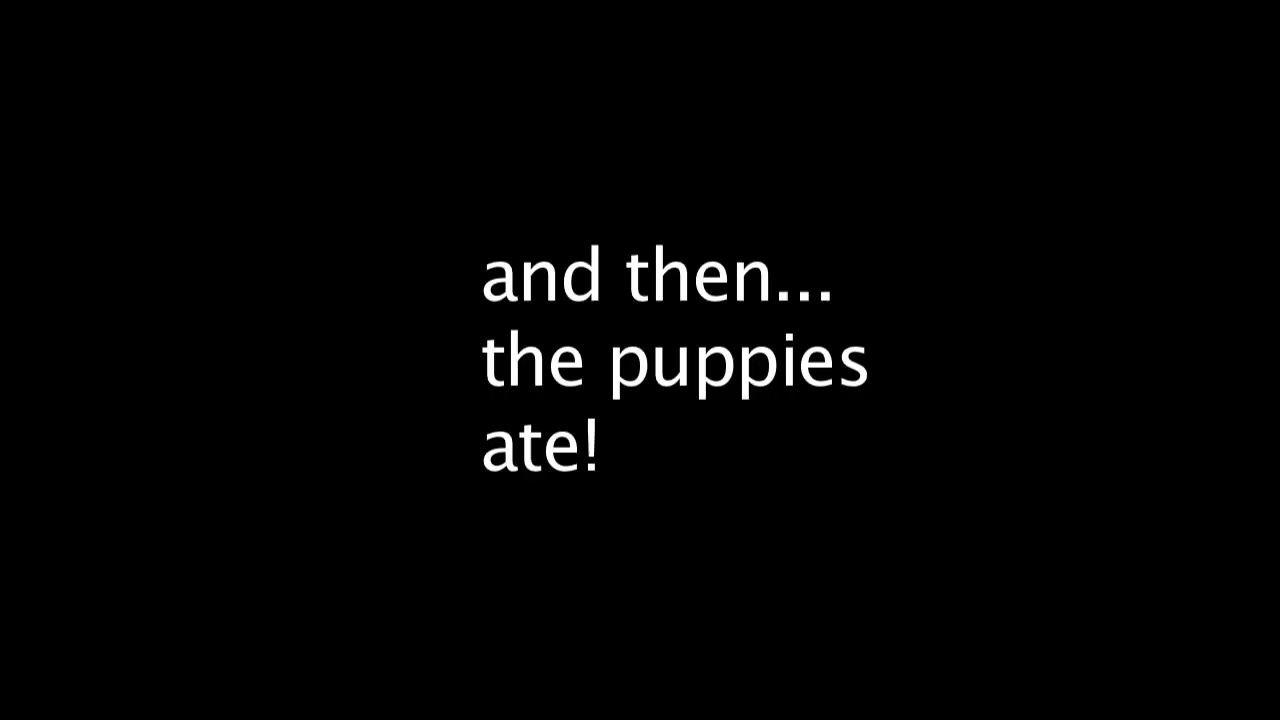 and then...
the puppies
ate!